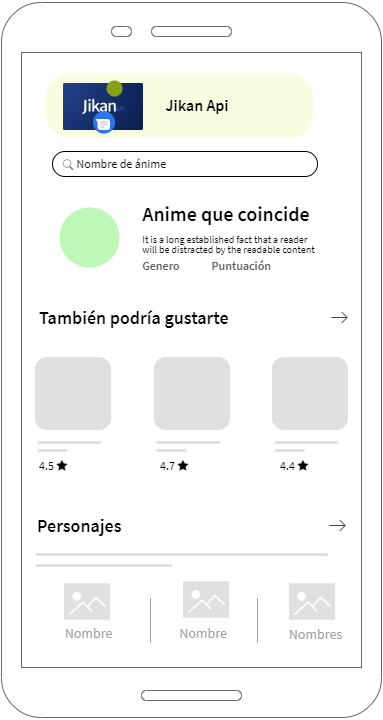 Jikan
Jikan Api
Nombre de ánime
Anime que coincide
It is a long established fact that a reader
will be distracted by the readable content
Genero Puntuación
También podría gustarte
4.5 4.7 4.4
Personajes
Nombre Nombre Nombres